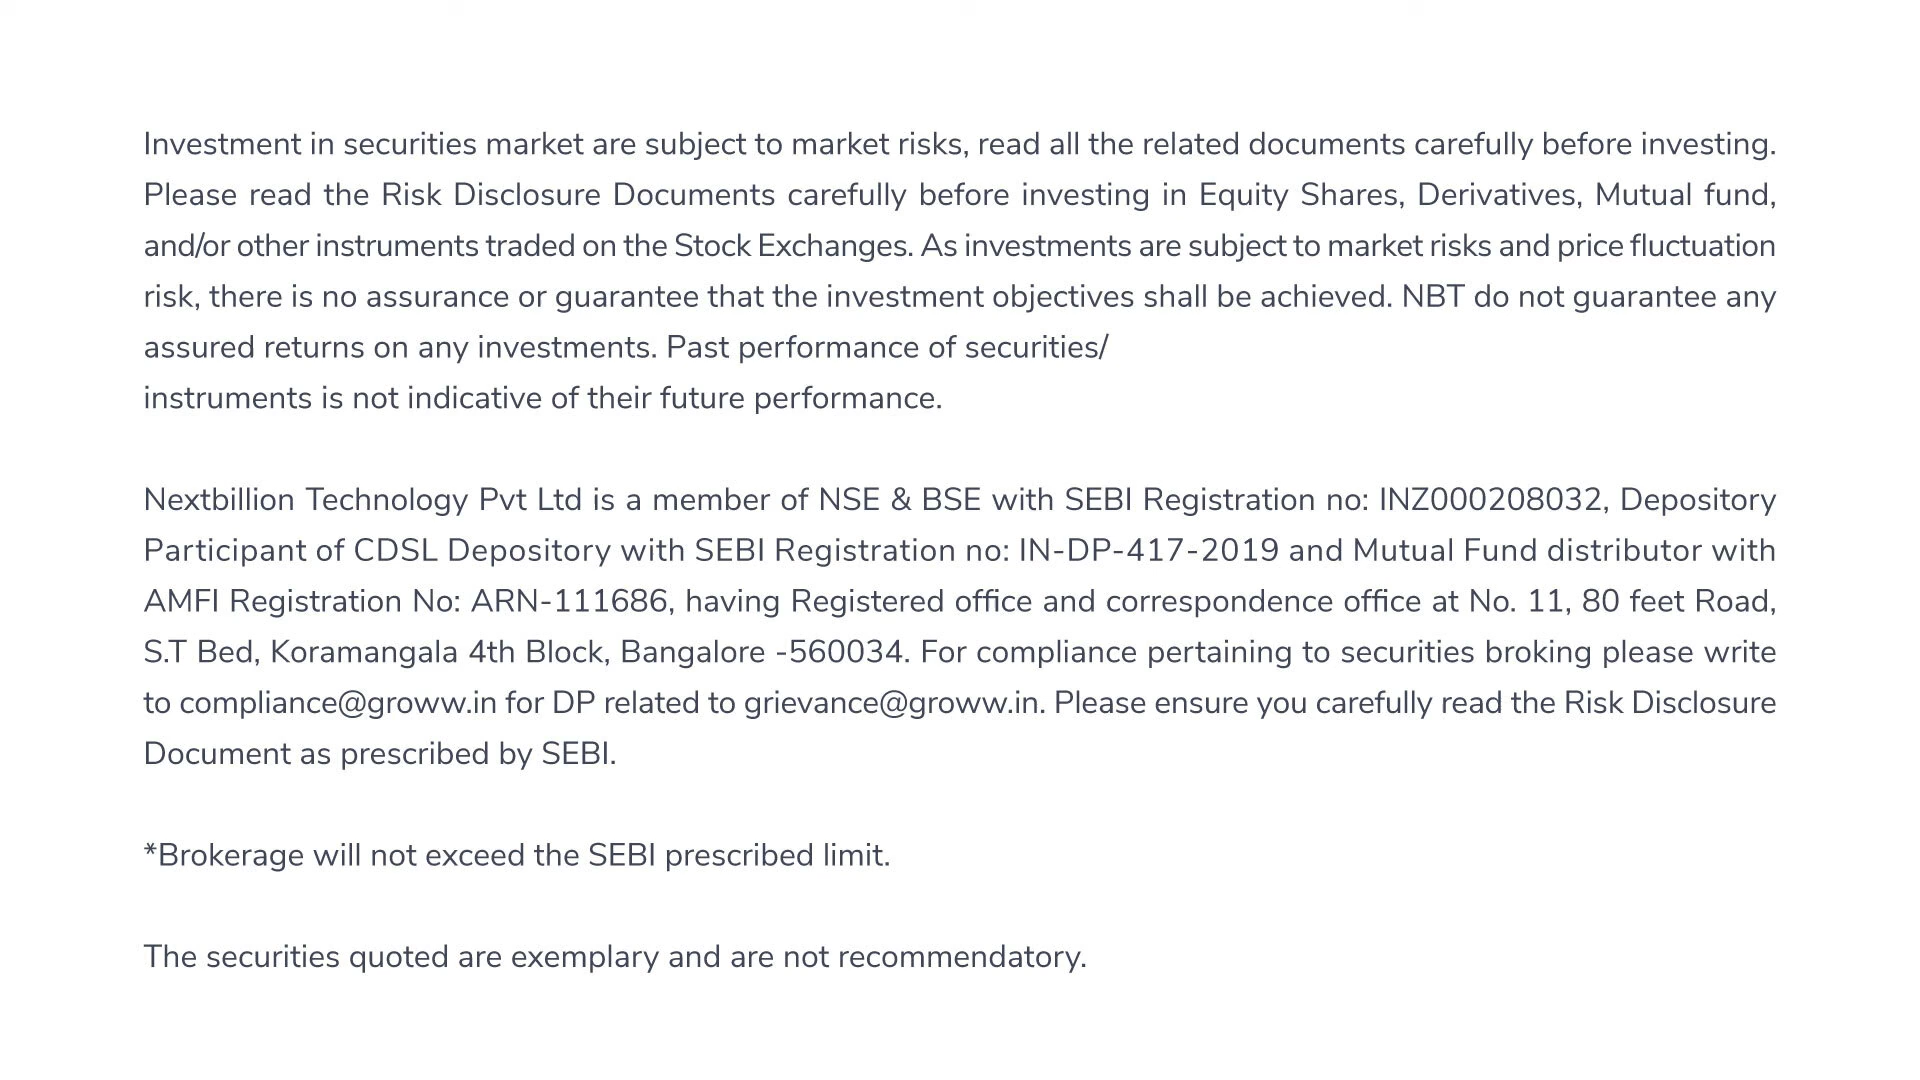 Investment in securities market are subject to market risks, read all the related documents carefully before investing.
Please read the Risk Disclosure Documents carefully before investing in Equity Shares, Derivatives, Mutual fund,
and/or other instruments traded on the Stock Exchanges. As investments are subject to market risks and price fluctuation
risk, there is no assurance or guarantee that the investment objectives shall be achieved. NBT do not guarantee any
assured returns on any investments. Past performance of securities/
instruments is not indicative of their future performance.
Nextbillion Technology Pvt Ltd is a member of NSE & BSE with SEBI Registration no: INZ000208032, Depository
Participant of CDSL Depository with SEBI Registration no: IN-DP-417-2019 and Mutual Fund distributor with
AMFI Registration No: ARN-111686, having Registered office and correspondence office at No. 11, 80 feet Road,
S.T Bed, Koramangala 4th Block, Bangalore -560034. For compliance pertaining to securities broking please write
to compliance@groww.in for DP related to grievance@groww.in. Please ensure you carefully read the Risk Disclosure
Document as prescribed by SEBI.
*Brokerage will not exceed the SEBI prescribed limit.
The securities quoted are exemplary and are not recommendatory.